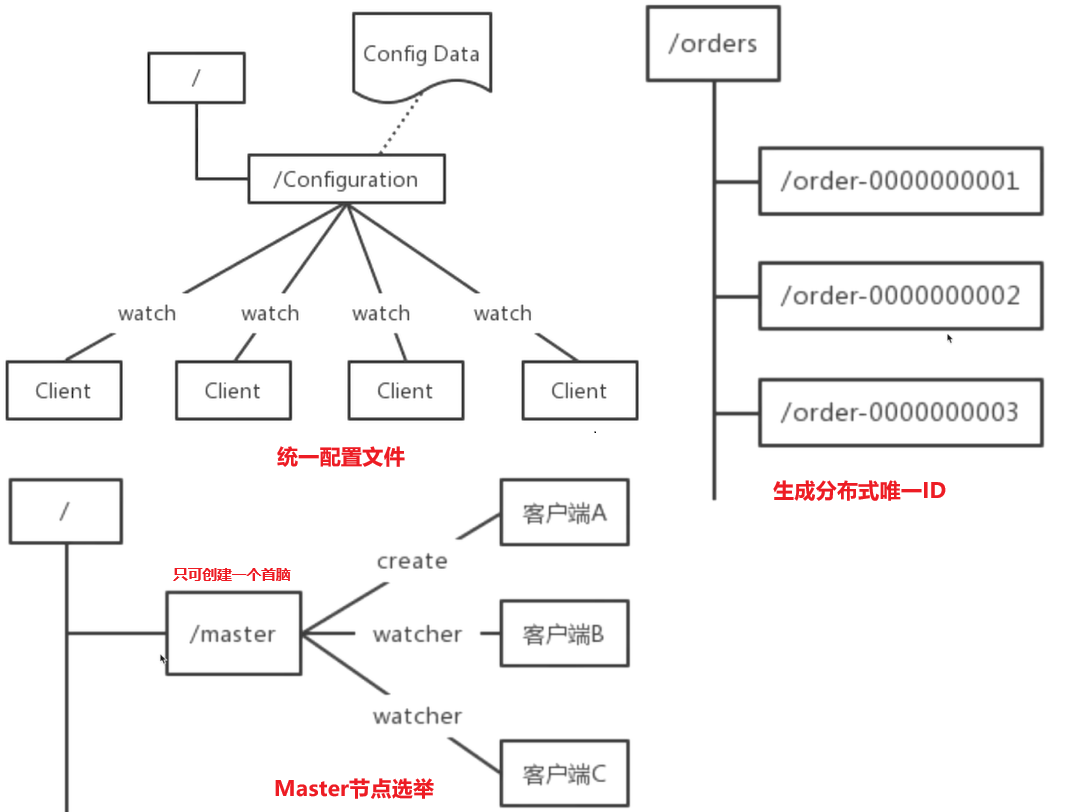 /
Config Data
/Configuration
watch
watch
watch
watch
Client
Client
Client
Client
统一配置文件
/orders
/order-0000000001
/order-0000000002
/order-0000000003
生成分布式唯一ID
/
只可创建一个首脑
/master
create
watcher
watcher
客户端A
客户端B
客户端C
Master节点选举